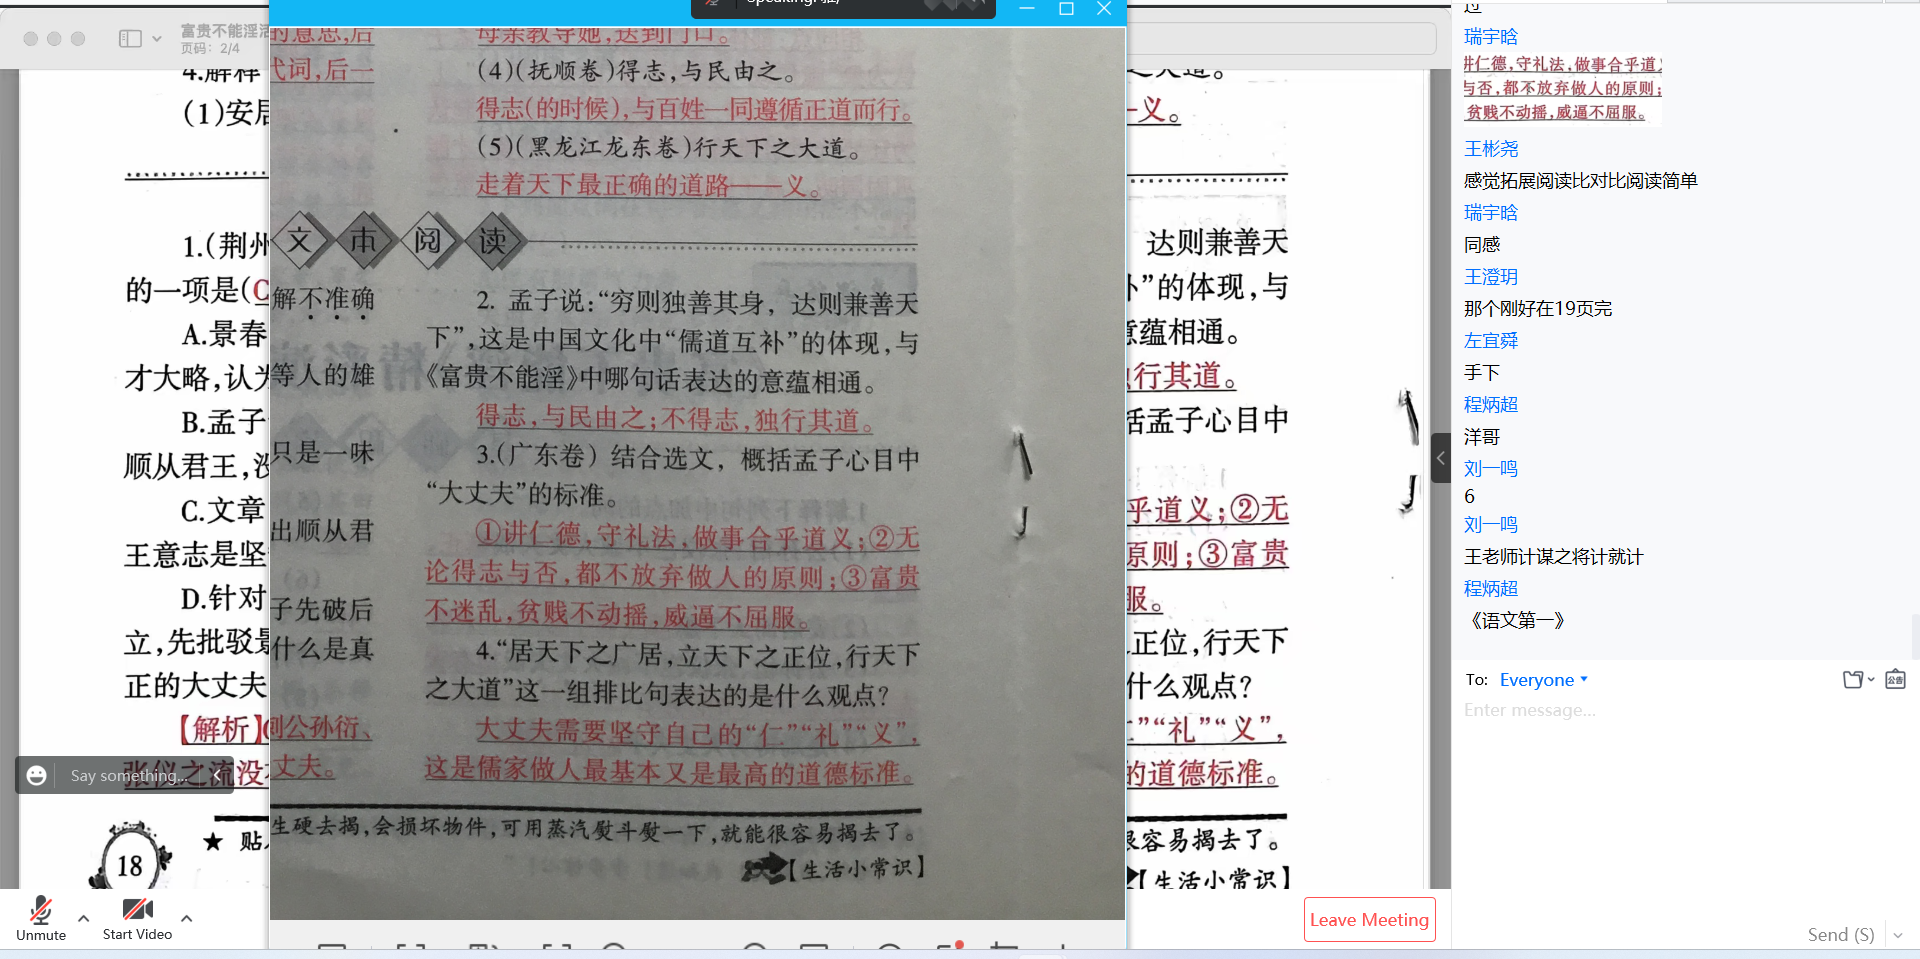 富贵不能淫活
页码：2/4
4.解释
(1)安居
1.(荆州
的一项是(C
A.景春
才大略,认为
B.孟子
顺从君王,没
C.文章
王意志是坚
D.针对
立,先批驳景
正的大丈夫
【解析】
张仪之流没
18
★ 贴
的意思,后
代词,后一
母亲教导她,送到门口。
(4)(抚顺卷)得志,与民由之。
得志(的时候),与百姓一同遵循正道而行。
(5)(黑龙江龙东卷)行天下之大道。
走着天下最正确的道路——义。
文本阅读
解不准确
等人的雄
只是一味
出顺从君
子先破后
什么是真
公孙衍、
丈夫。
2. 孟子说:“穷则独善其身, 达则兼善天
下”,这是中国文化中“儒道互补”的体现,与
《富贵不能淫》中哪句话表达的意蕴相通。
得志,与民由之;不得志,独行其道。
3.(广东卷) 结合选文, 概括孟子心目中
“大丈夫”的标准。
①讲仁德,守礼法,做事合乎道义;②无
论得志与否,都不放弃做人的原则;③富贵
不迷乱,贫贱不动摇,威逼不屈服。
4.“居天下之广居,立天下之正位,行天下
之大道”这一组排比句表达的是什么观点?
大丈夫需要坚守自己的“仁”“礼”“义”,
这是儒家做人最基本又是最高的道德标准。
生硬去揭,会损坏物件,可用蒸汽熨斗熨一下,就能很容易揭去了。
【生活小常识】
之大道。
—义。
达则兼善天
补”的体现,与
意蕴相通。
独行其道。
括孟子心目中
乎道义;②无
原则;③富贵
服。
正位,行天下
什么观点?
”“礼”“义”,
的道德标准。
很容易揭去了。
【生活小常识】
Say something...
Unmute
Start Video
Leave Meeting
过
瑞宇晗
讲仁德,守礼法,做事合乎道
与否,都不放弃做人的原则;
贫贱不动摇,威逼不屈服。
王彬尧
感觉拓展阅读比对比阅读简单
瑞宇晗
同感
王澄玥
那个刚好在19页完
左宜舜
手下
程炳超
洋哥
刘一鸣
6
刘一鸣
王老师计谋之将计就计
程炳超
《语文第一》
To: Everyone
公告
Enter message...
Send (S)